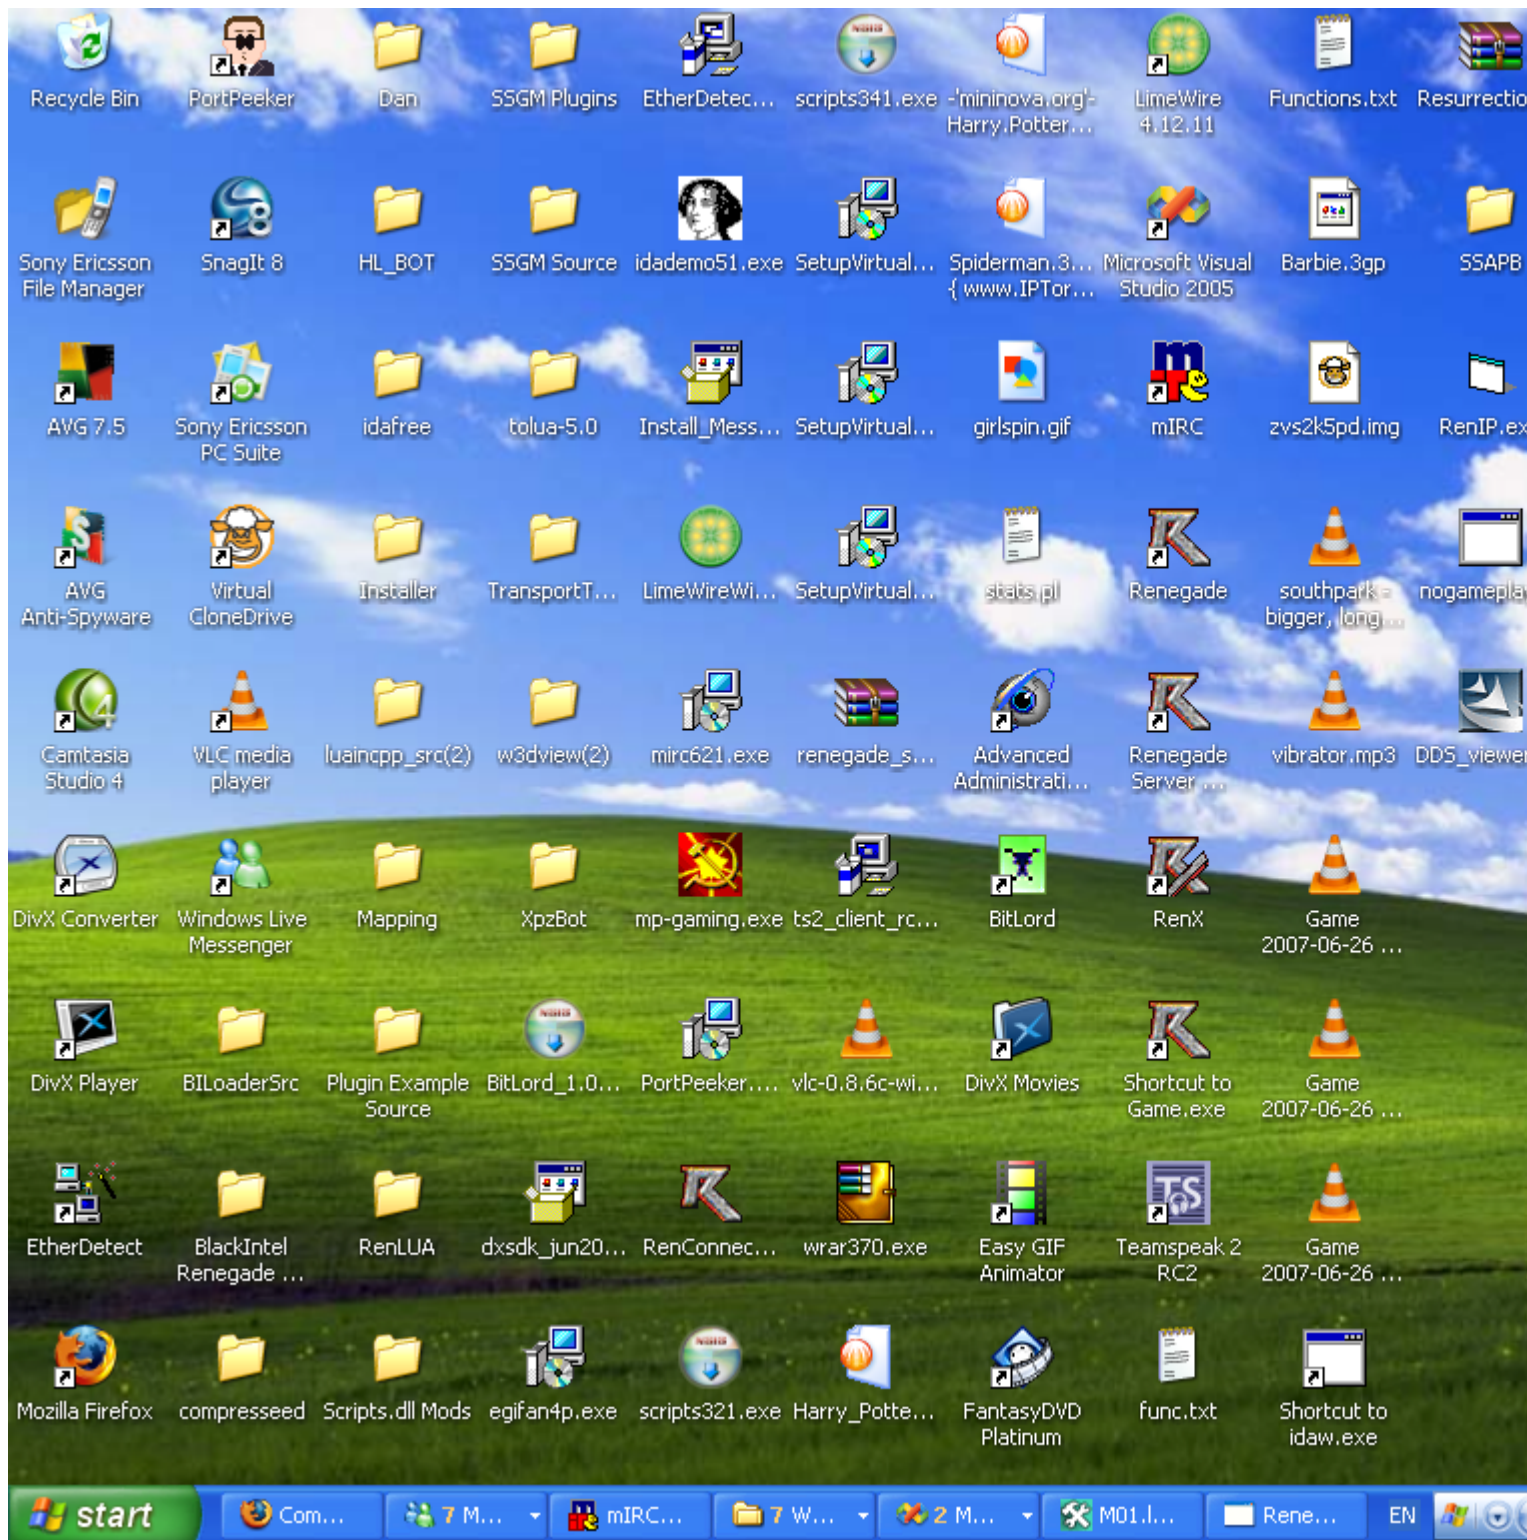 Recycle Bin
PortPeeker
Dan
SSGM Plugins
EtherDetec...
scripts341.exe
-'mininova.org'-
Harry.Potter...
LimeWire
4.12.11
Functions.txt
Resurrectio
Sony Ericsson
File Manager
SnagIt 8
HL_BOT
SSGM Source
idademo51.exe
SetupVirtual...
Spiderman.3...
{ www.IPTor...
Microsoft Visual
Studio 2005
Barbie.3gp
SSAPB
AVG 7.5
Sony Ericsson
PC Suite
idafree
tolua-5.0
Install_Mess...
SetupVirtual...
girlspin.gif
mIRC
zvs2k5pd.img
RenIP.ex
AVG
Anti-Spyware
Virtual
CloneDrive
Installer
TransportT...
LimeWireWi...
SetupVirtual...
stats.pl
Renegade
southpark -
bigger, long...
nogamepla
Camtasia
Studio 4
VLC media
player
luaincpp_src(2)
w3dview(2)
mirc621.exe
renegade_s...
Advanced
Administrati...
Renegade
Server ...
vibrator.mp3
DDS_viewer
DivX Converter
Windows Live
Messenger
Mapping
XpzBot
mp-gaming.exe
ts2_client_rc...
BitLord
RenX
Game
2007-06-26 ...
DivX Player
BILoaderSrc
Plugin Example
Source
BitLord_1.0...
PortPeeker....
vlc-0.8.6c-wi...
DivX Movies
Shortcut to
Game.exe
Game
2007-06-26 ...
EtherDetect
BlackIntel
Renegade ...
RenLUA
dxsdk_jun20...
RenConnec...
wrar370.exe
Easy GIF
Animator
Teamspeak 2
RC2
Game
2007-06-26 ...
Mozilla Firefox
compresseed
Scripts.dll Mods
egifan4p.exe
scripts321.exe
Harry_Potte...
FantasyDVD
Platinum
func.txt
Shortcut to
idaw.exe
start
Com...
7 M...
mIRC...
7 W...
2 M...
M01.l...
Rene...
EN